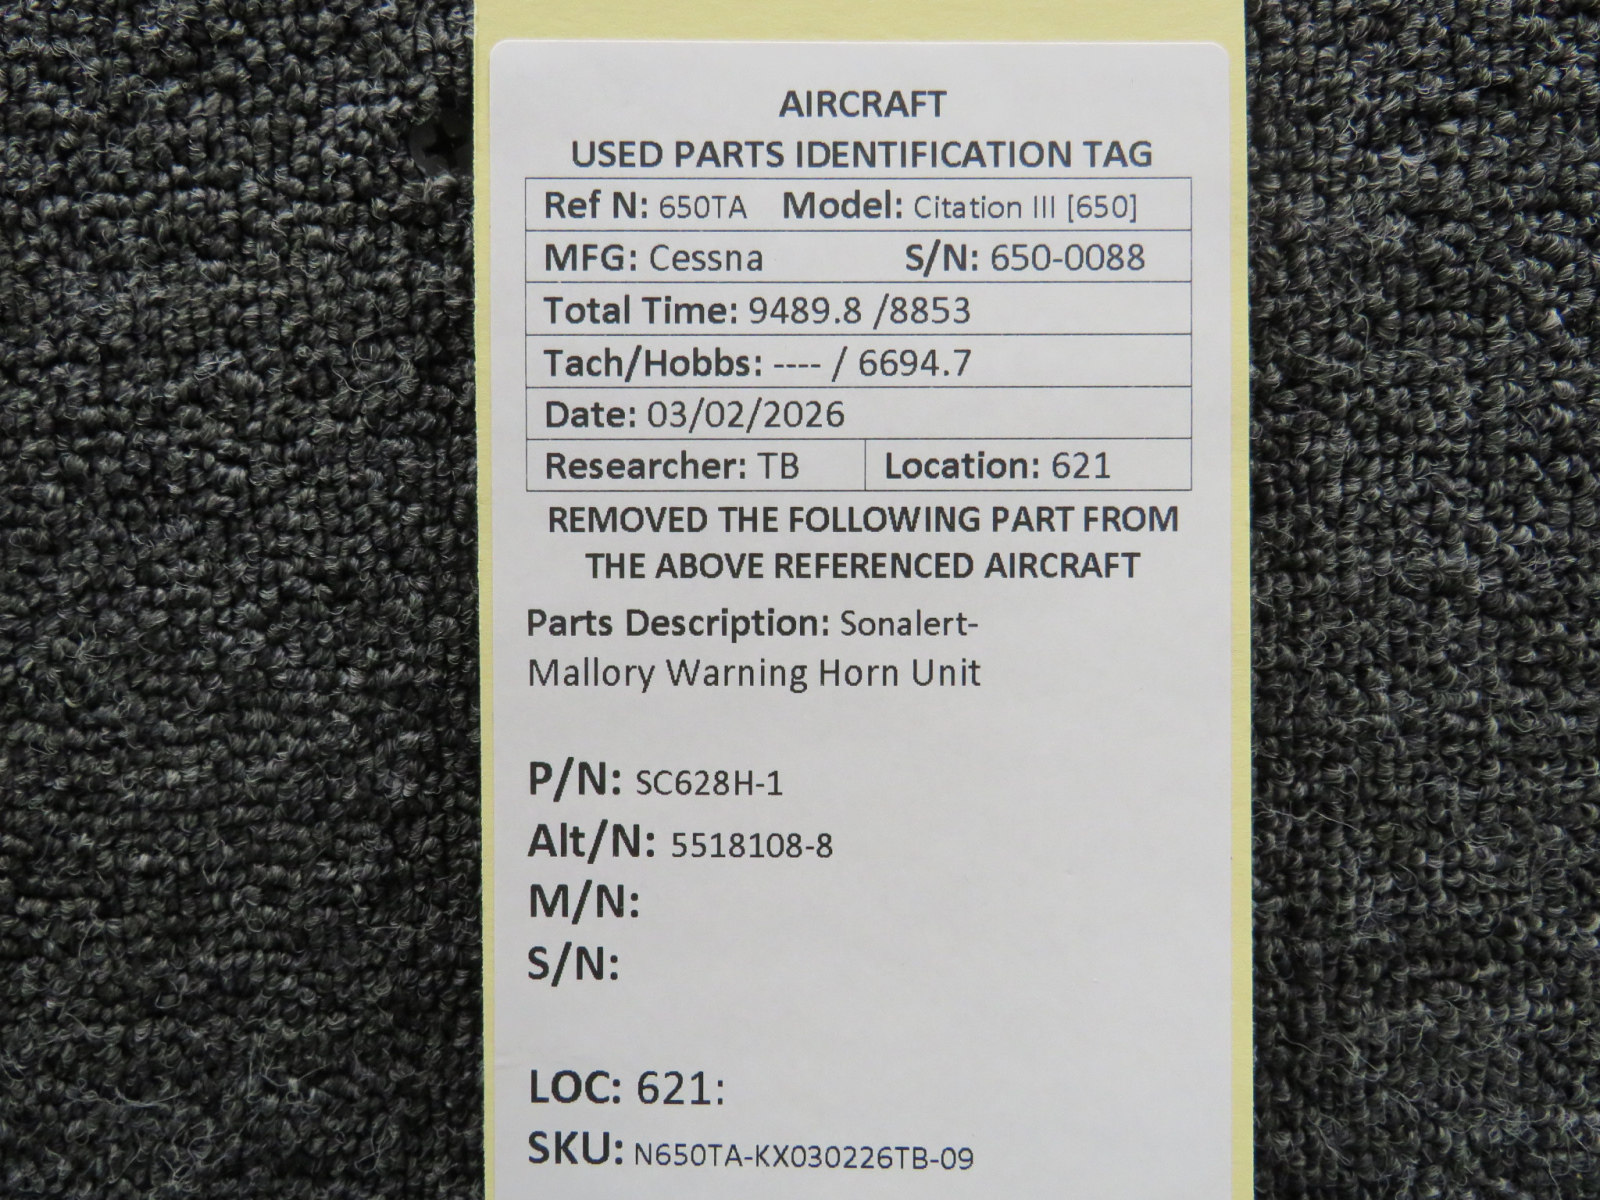 AIRCRAFT
USED PARTS IDENTIFICATION TAG
Ref N: 650TA Model: Citation III [650]
MFG: Cessna S/N: 650-0088
Total Time: 9489.8 /8853
Tach/Hobbs: ---- / 6694.7
Date: 03/02/2026
Researcher: TB Location: 621
REMOVED THE FOLLOWING PART FROM
THE ABOVE REFERENCED AIRCRAFT
Parts Description: Sonalert-
Mallory Warning Horn Unit
P/N: SC628H-1
Alt/N: 5518108-8
M/N:
S/N:
LOC: 621:
SKU: N650TA-KX030226TB-09